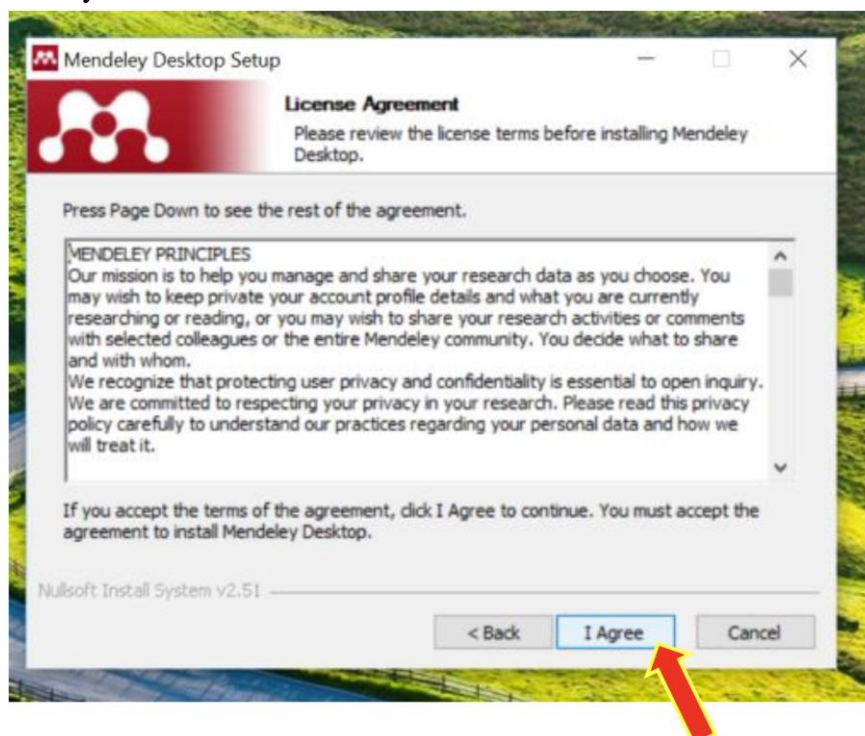 Mendeley Desktop Setup
License Agreement
Please review the license terms before installing Mendeley
Desktop.
Press Page Down to see the rest of the agreement.
MENDELEY PRINCIPLES
Our mission is to help you manage and share your research data as you choose. You
may wish to keep private your account profile details and what you are currently
researching or reading, or you may wish to share your research activities or comments
with selected colleagues or the entire Mendeley community. You decide what to share
and with whom.
We recognize that protecting user privacy and confidentiality is essential to open inquiry.
We are committed to respecting your privacy in your research. Please read this privacy
policy carefully to understand our practices regarding your personal data and how we
will treat it.
If you accept the terms of the agreement, click I Agree to continue. You must accept the
agreement to install Mendeley Desktop.
Nullsoft Install System v2.51
< Back
I Agree
Cancel